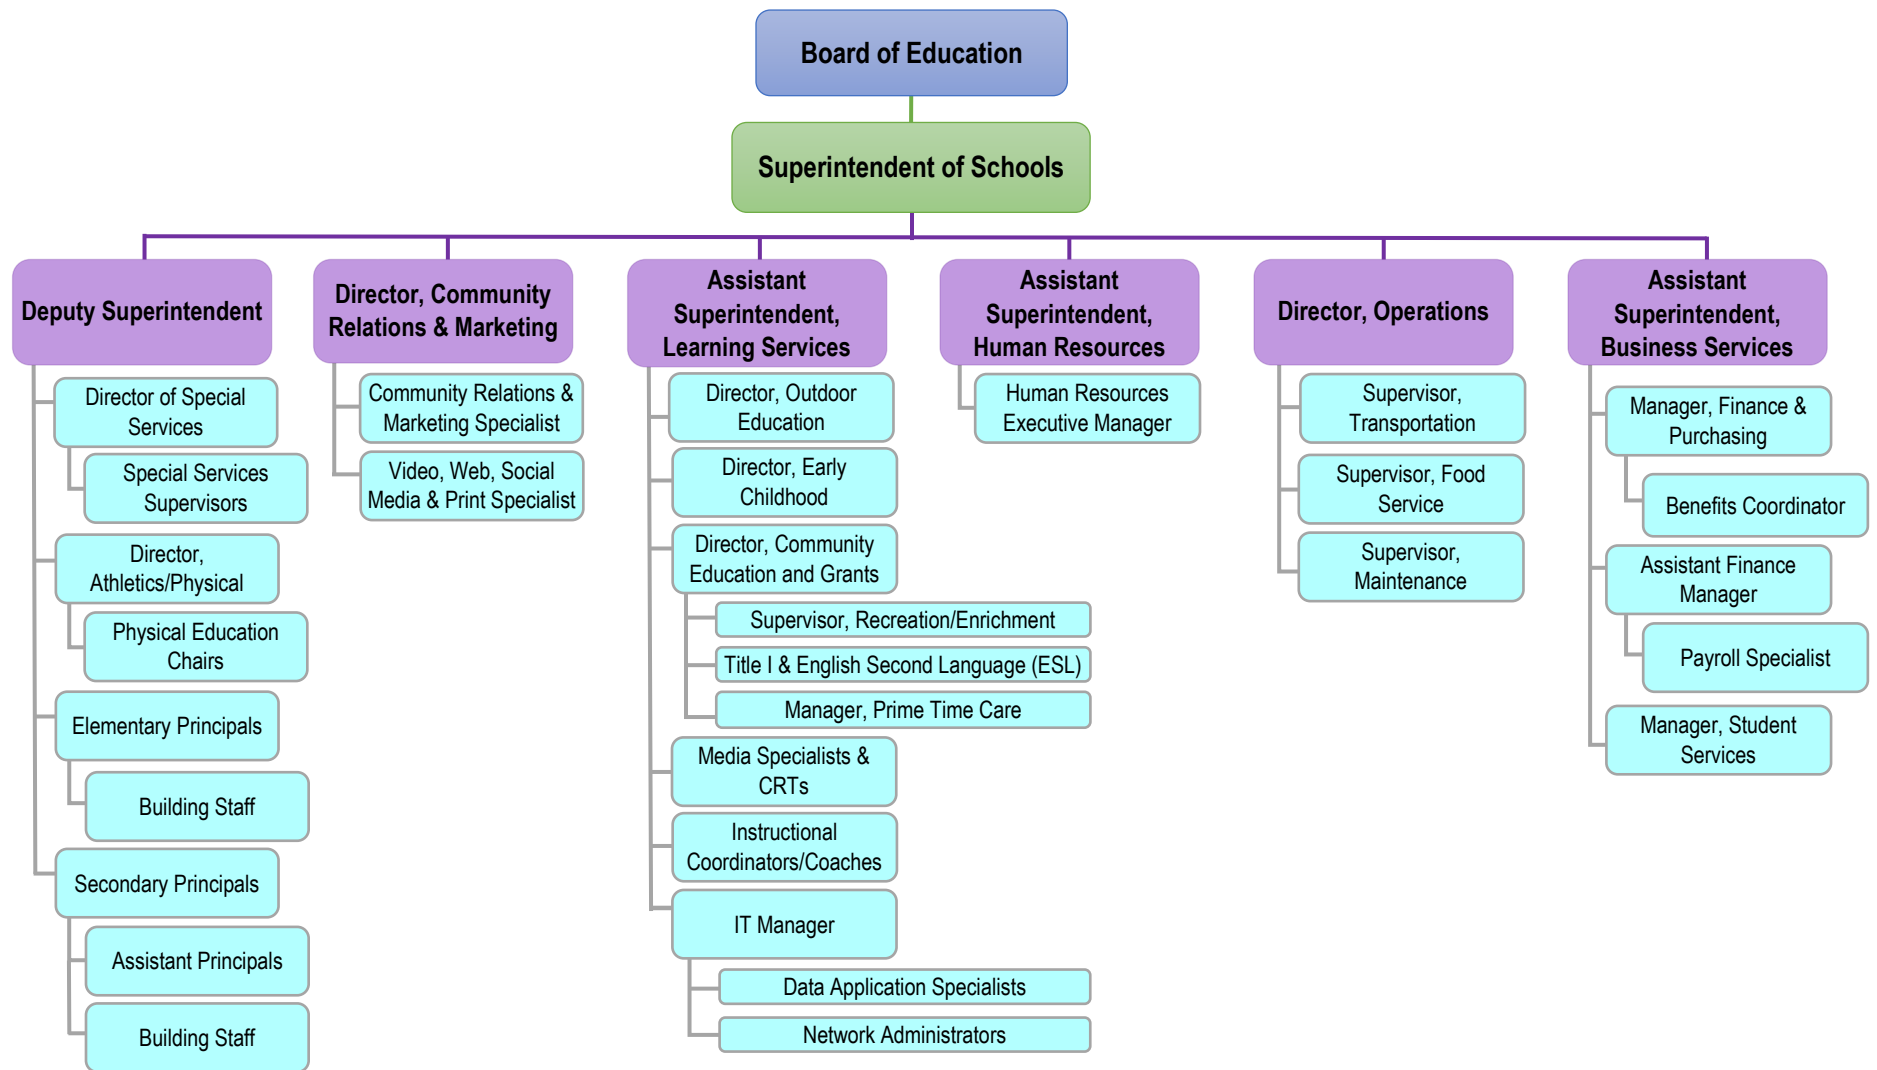 Board of Education
Superintendent of Schools
Deputy Superintendent
Director of Special
Services
Special Services
Supervisors
Director,
Athletics/Physical
Physical Education
Chairs
Elementary Principals
Building Staff
Secondary Principals
Assistant Principals
Building Staff
Director, Community
Relations & Marketing
Community Relations &
Marketing Specialist
Video, Web, Social
Media & Print Specialist
Assistant
Superintendent,
Learning Services
Director, Outdoor
Education
Director, Early
Childhood
Director, Community
Education and Grants
Supervisor, Recreation/Enrichment
Title I & English Second Language (ESL)
Manager, Prime Time Care
Media Specialists &
CRTs
Instructional
Coordinators/Coaches
IT Manager
Data Application Specialists
Network Administrators
Assistant
Superintendent,
Human Resources
Human Resources
Executive Manager
Director, Operations
Supervisor,
Transportation
Supervisor, Food
Service
Supervisor,
Maintenance
Assistant
Superintendent,
Business Services
Manager, Finance &
Purchasing
Benefits Coordinator
Assistant Finance
Manager
Payroll Specialist
Manager, Student
Services